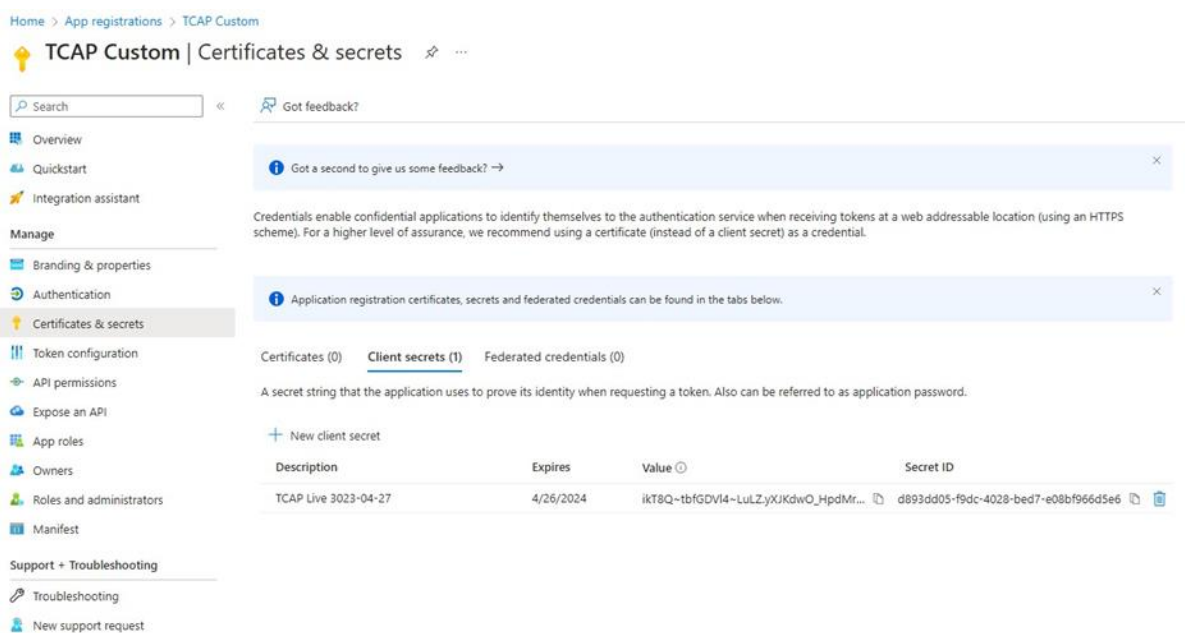 Home > App registrations > TCAP Custom
TCAP Custom | Certificates & secrets ...
Search «
Overview
Quickstart
Integration assistant
Manage
Branding & properties
Authentication
Certificates & secrets
Token configuration
API permissions
Expose an API
App roles
Owners
Roles and administrators
Manifest
Support + Troubleshooting
Troubleshooting
New support request
Got feedback?
Got a second to give us some feedback? →
Credentials enable confidential applications to identify themselves to the authentication service when receiving tokens at a web addressable location (using an HTTPS
scheme). For a higher level of assurance, we recommend using a certificate (instead of a client secret) as a credential.
Application registration certificates, secrets and federated credentials can be found in the tabs below.
Certificates (0) Client secrets (1) Federated credentials (0)
A secret string that the application uses to prove its identity when requesting a token. Also can be referred to as application password.
+ New client secret
Description Expires Value Secret ID
TCAP Live 3023-04-27 4/26/2024 ikT8Q~tbfGDVl4~LuLZ.yXJKdwO_HpdMr... d893dd05-f9dc-4028-bed7-e08bf966d5e6